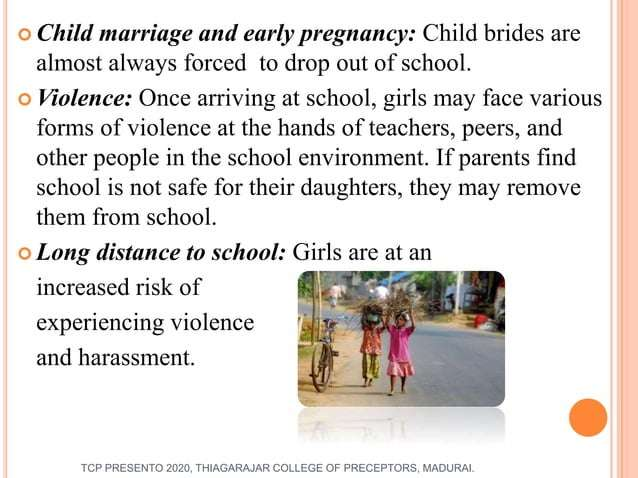 Child marriage and early pregnancy: Child brides are
almost always forced to drop out of school.
Violence: Once arriving at school, girls may face various
forms of violence at the hands of teachers, peers, and
other people in the school environment. If parents find
school is not safe for their daughters, they may remove
them from school.
Long distance to school: Girls are at an
increased risk of
experiencing violence
and harassment.
TCP PRESENTO 2020, THIAGARAJAR COLLEGE OF PRECEPTORS, MADURAI.